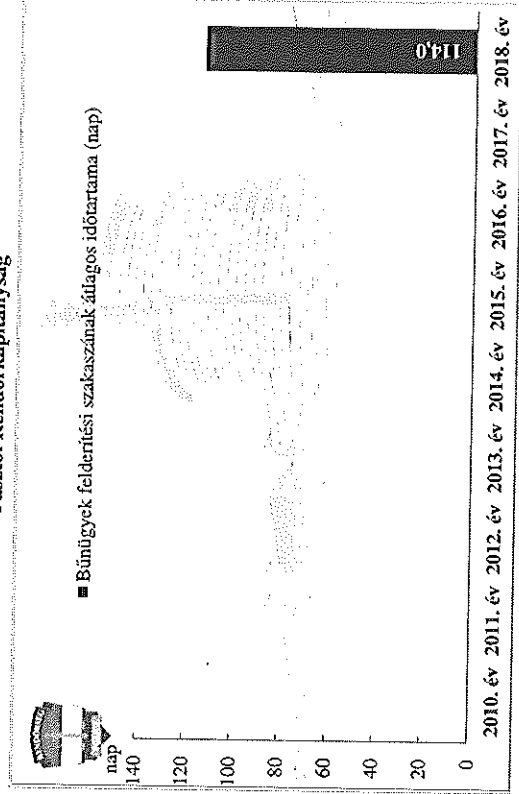 Pásztói Rendőrkapitányság
nap
■ Bűnügyek felderítési szakaszának átlagos időtartama (nap)
140
120
100
80
60
40
20
0
114,0
2010. év 2011. év 2012. év 2013. év 2014. év 2015. év 2016. év 2017. év 2018. év